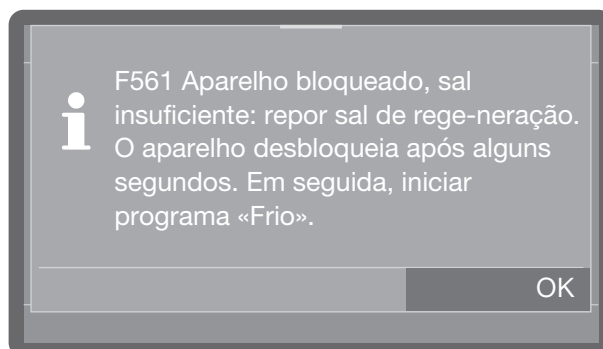 F561 Aparelho bloqueado, sal
insuficiente: repor sal de rege-neração.
O aparelho desbloqueia após alguns
segundos. Em seguida, iniciar
programa «Frio».
OK